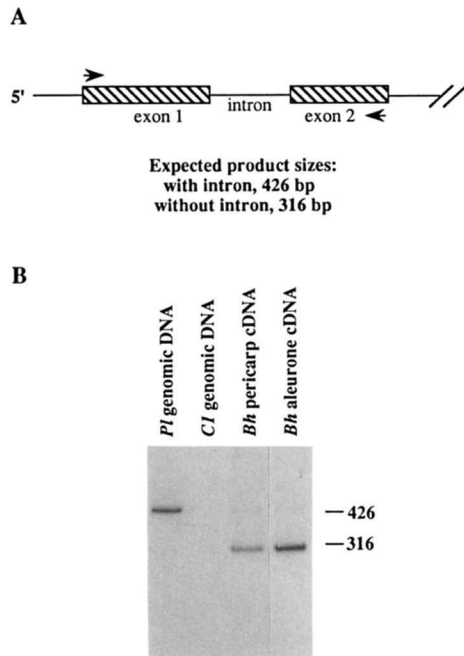 A
5'
exon 1
intron
exon 2
Expected product sizes:
with intron, 426 bp
without intron, 316 bp
B
Pl genomic DNA
C1 genomic DNA
Bh pericarp cDNA
Bh aleurone cDNA
—426
—316